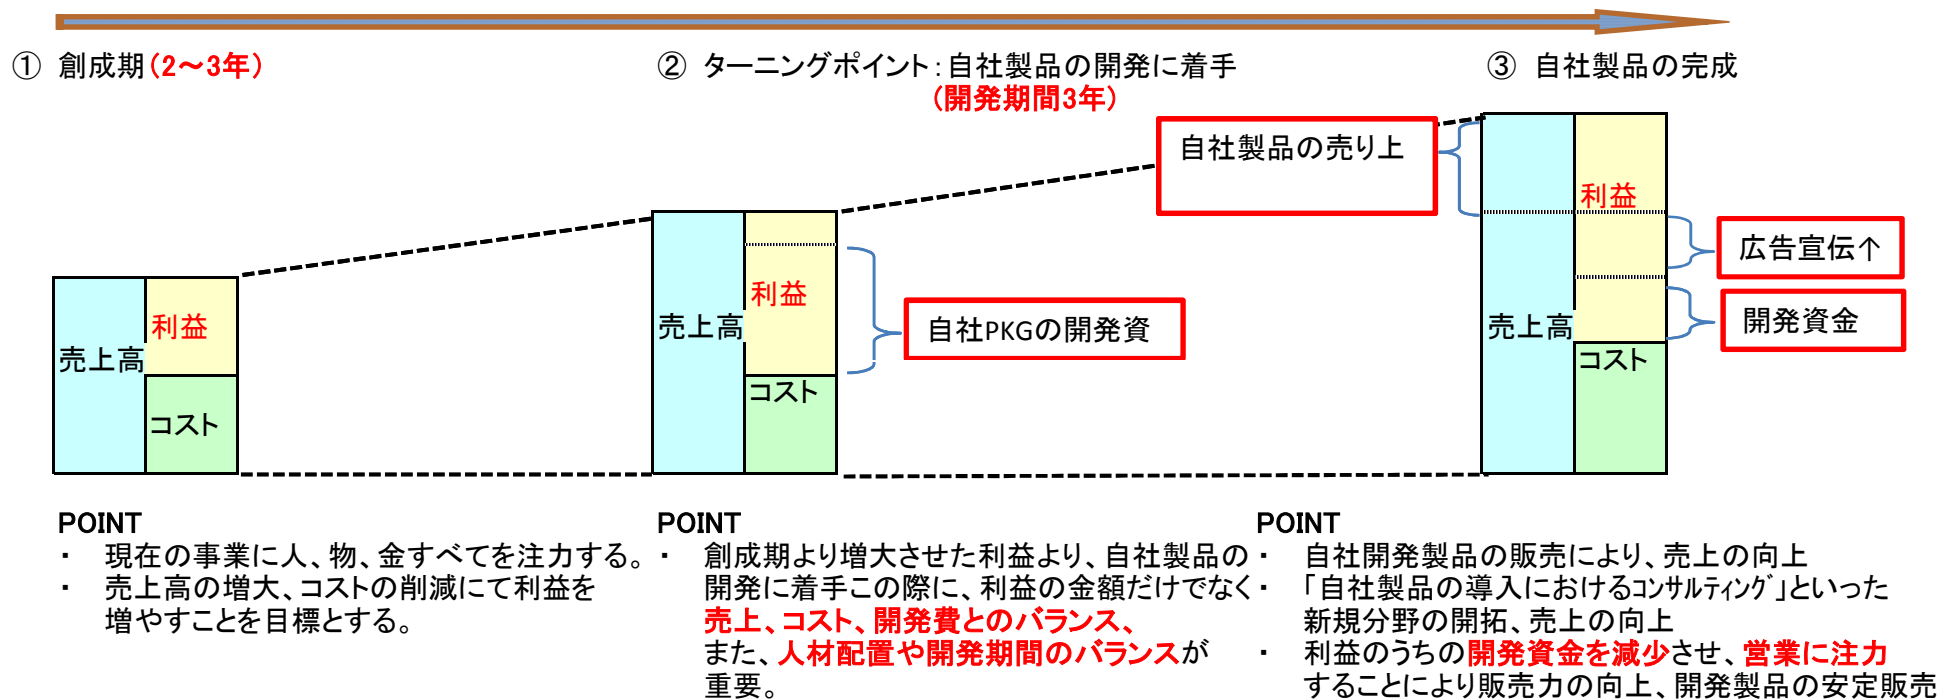 ① 創成期(2～3年)
② ターニングポイント：自社製品の開発に着手
(開発期間3年)
③ 自社製品の完成
売上高
利益
コスト
売上高
利益
コスト
自社PKGの開発資
自社製品の売り上
売上高
利益
コスト
広告宣伝↑
開発資金
POINT
・ 現在の事業に人、物、金すべてを注力する。
・ 売上高の増大、コストの削減にて利益を
増やすことを目標とする。
POINT
・ 創成期より増大させた利益より、自社製品の
開発に着手この際に、利益の金額だけでなく
売上、コスト、開発費とのバランス、
また、人材配置や開発期間のバランスが
重要。
POINT
・ 自社開発製品の販売により、売上の向上
・ 「自社製品の導入におけるｺﾝｻﾙﾃｨﾝｸﾞ」といった
新規分野の開拓、売上の向上
・ 利益のうちの開発資金を減少させ、営業に注力
することにより販売力の向上、開発製品の安定販売